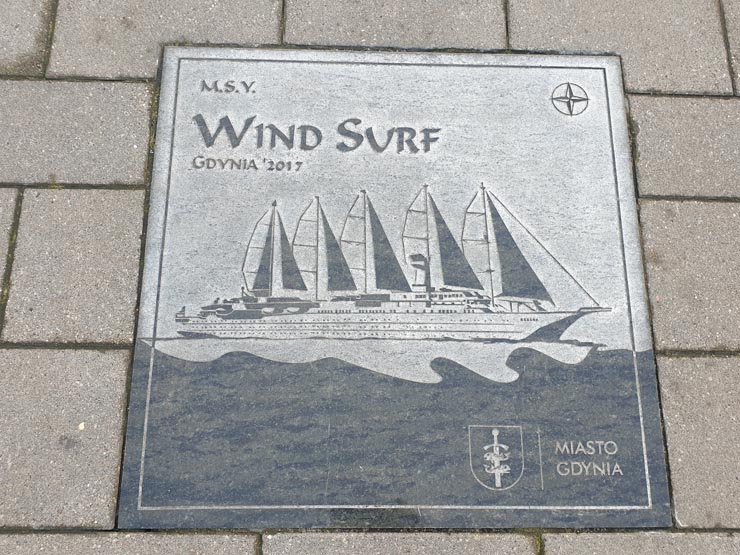 M.S.Y.
WIND SURF
GDYNIA '2017
MIASTO
GDYNIA